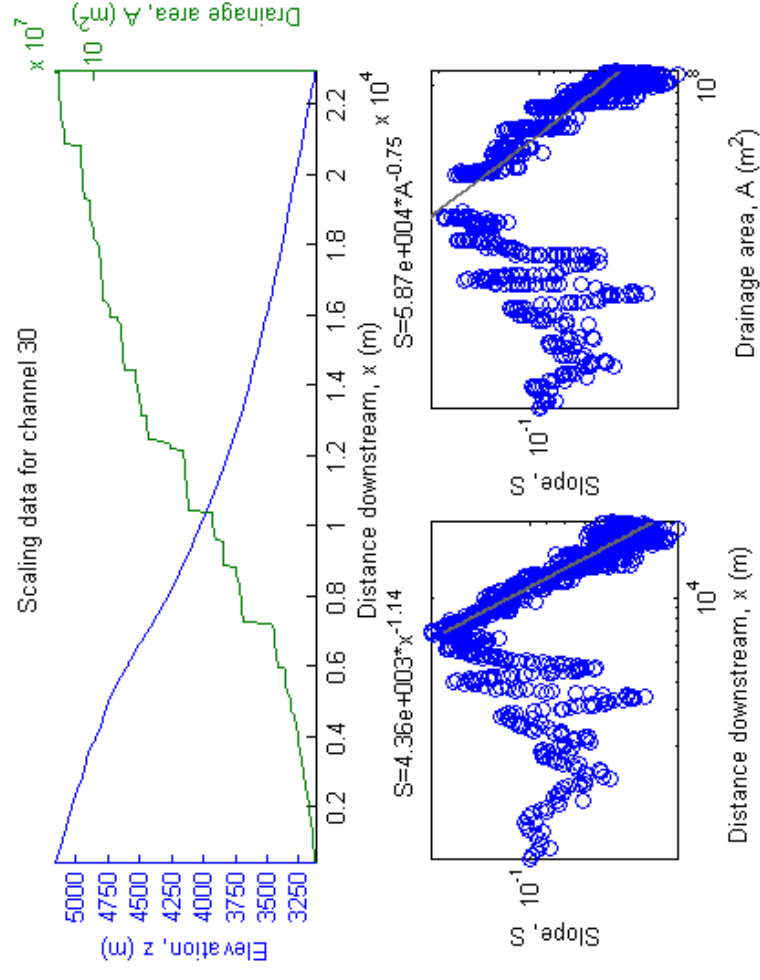 Scaling data for channel 30
x 10^7
Drainage area, A (m^2)
10
5000
4750
4500
4250
4000
3750
3500
3250
Elevation, z (m)
0.2 0.4 0.6 0.8 1 1.2 1.4 1.6 1.8 2 2.2
Distance downstream, x (m)
x 10^4
S=4.36e+003*x^-1.14
10^-1
Slope, S
10^4
Distance downstream, x (m)
S=5.87e+004*A^-0.75
10^-1
Slope, S
10^8
Drainage area, A (m^2)